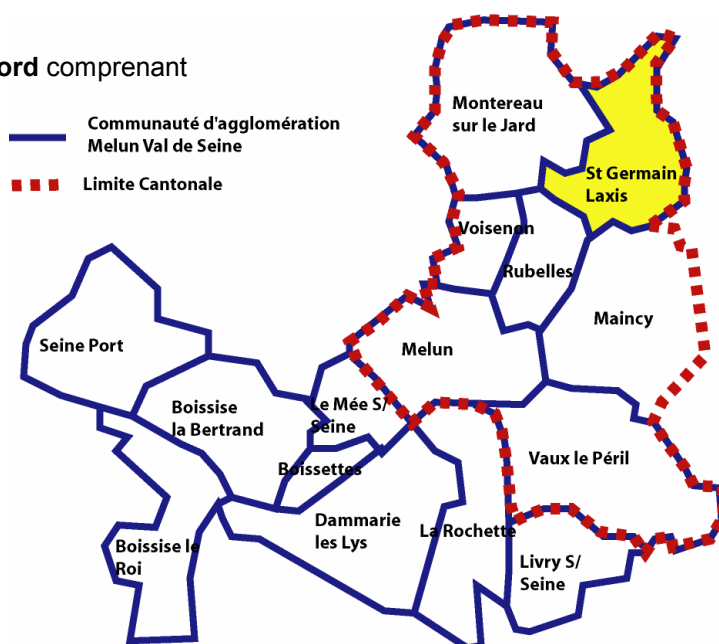 ord comprenant
Communauté d'agglomération
Melun Val de Seine
Limite Cantonale
Montereau
sur le Jard
St Germain
Laxis
Voisenon
Rubelles
Maincy
Seine Port
Melun
Boissise
la Bertrand
Le Mée S/
Seine
Vaux le Péril
Boissettes
Dammarie
les Lys
La Rochette
Boissise le
Roi
Livry S/
Seine